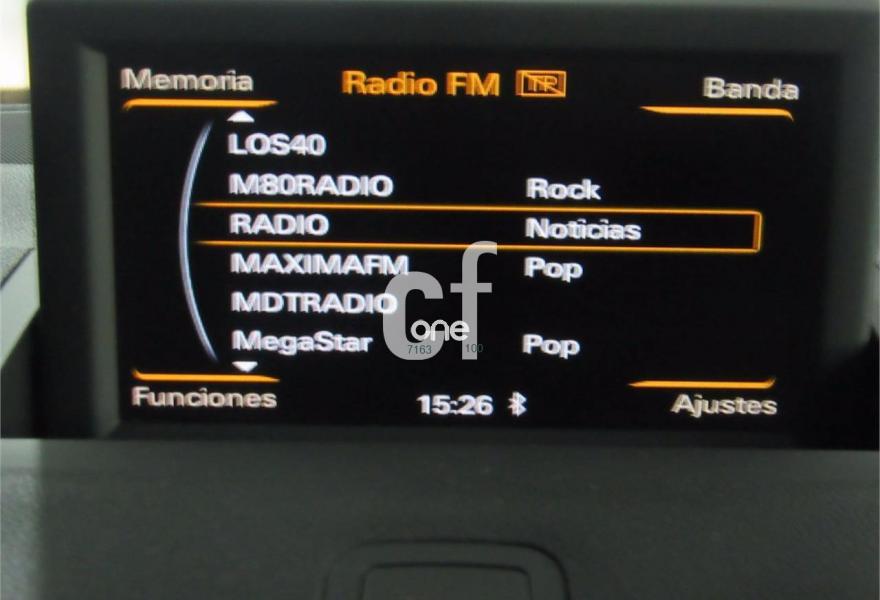 Memoria Radio FM TP Banda
LOS40
M80RADIO Rock
RADIO Noticias
MAXIMAFM Pop
MDTRADIO
MegaStar Pop
cf
one
7163 100
Funciones 15:26 Ajustes